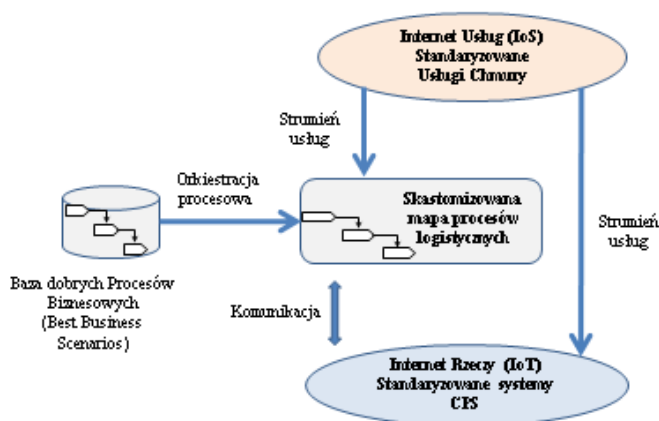 Internet Usług (IoS)
Standaryzowane
Usługi Chmury
Strumień
usług
Orkiestracja
procesowa
Skastomizowana
mapa procesów
logistycznych
Strumień
usług
Baza dobrych Procesów
Biznesowych
(Best Business
Scenarios)
Komunikacja
Internet Rzeczy (IoT)
Standaryzowane systemy
CPS